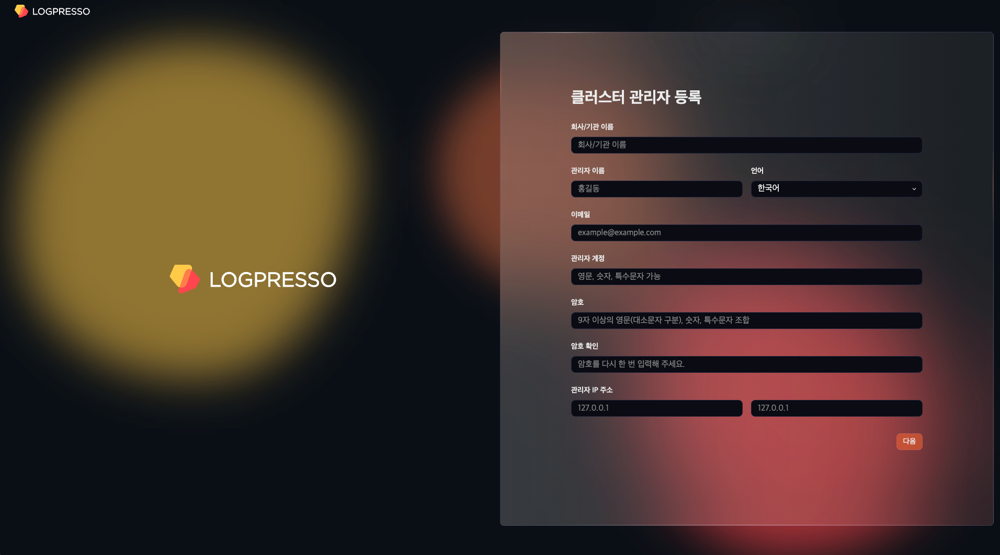 LOGPRESSO
LOGPRESSO
클러스터 관리자 등록
회사/기관 이름
회사/기관 이름
관리자 이름
언어
홍길동
한국어
이메일
example@example.com
관리자 계정
영문, 숫자, 특수문자 가능
암호
9자 이상의 영문(대소문자 구분), 숫자, 특수문자 조합
암호 확인
암호를 다시 한 번 입력해 주세요.
관리자 IP 주소
127.0.0.1
127.0.0.1
다음